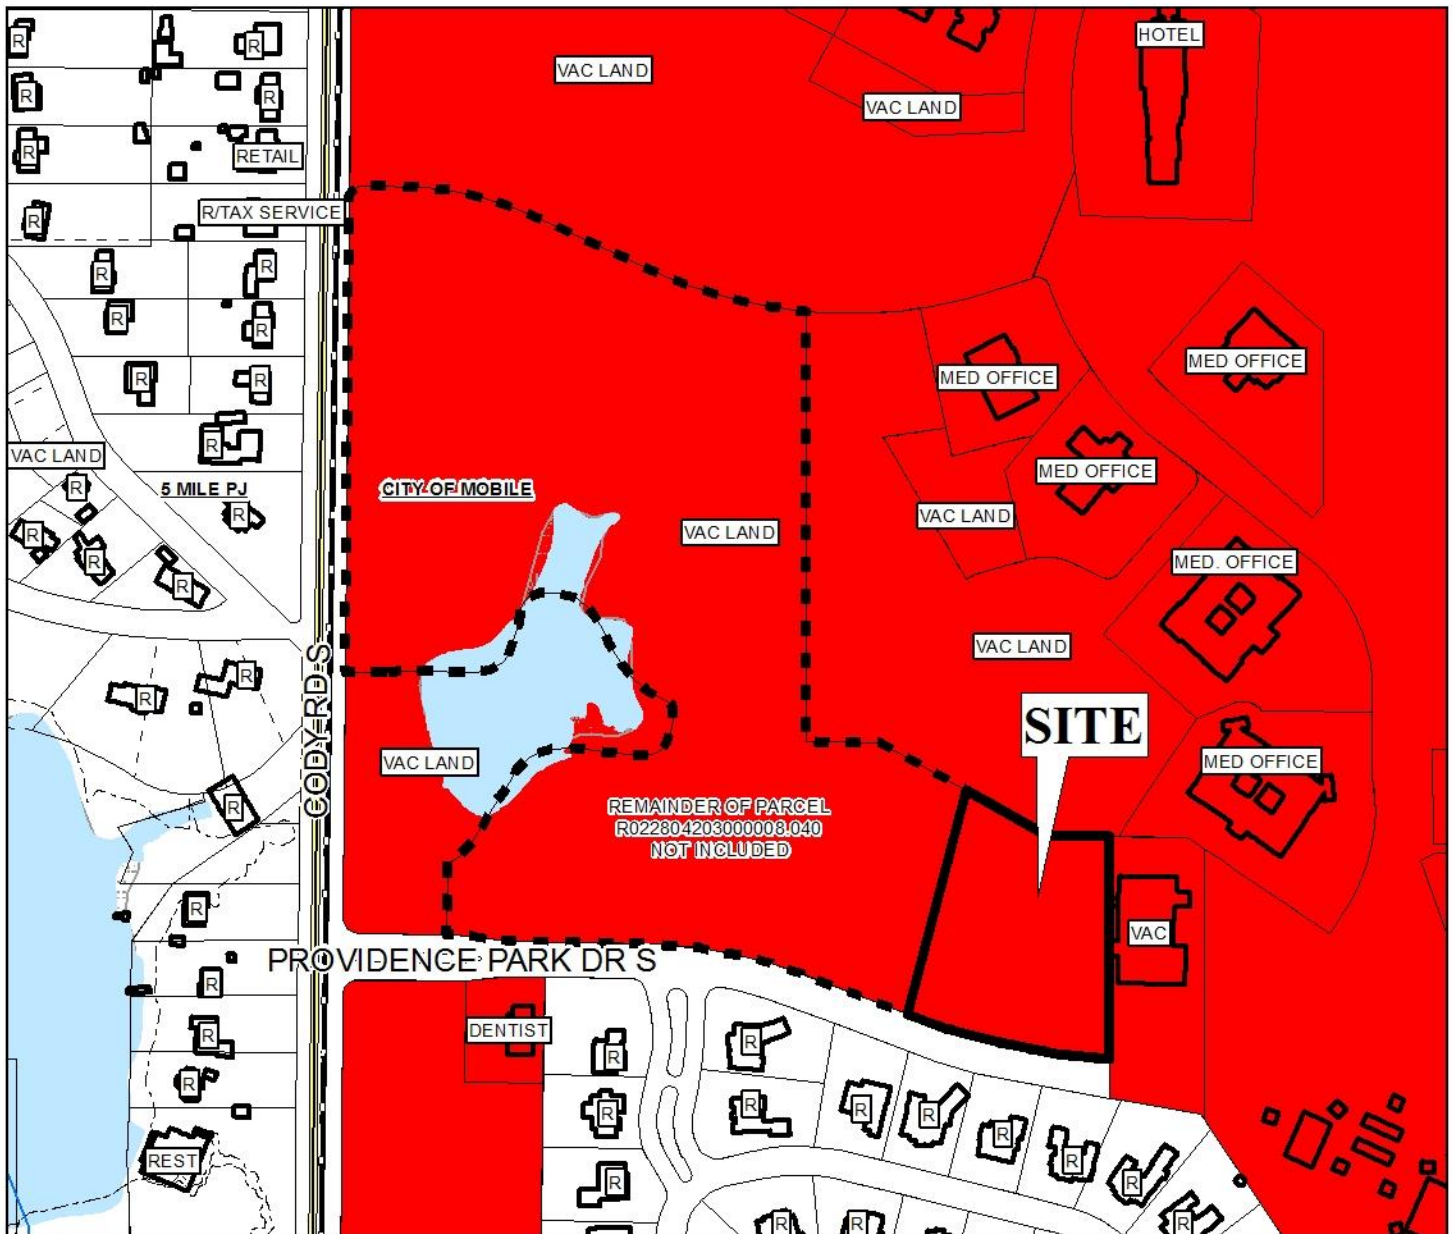 HOTEL
R
R
VAC LAND
R
R
VAC LAND
R
RETAIL
R/TAX SERVICE
R
R
R
R
R
MED OFFICE
MED OFFICE
R
R
R
VAC LAND
MED OFFICE
5 MILE PJ
CITY OF MOBILE
R
R
VAC LAND
VAC LAND
R
R
MED. OFFICE
R
VAC LAND
R
R
CODY RD S
SITE
VAC LAND
MED OFFICE
R
REMAINDER OF PARCEL
R022804203000008.040
NOT INCLUDED
R
VAC
PROVIDENCE PARK DR S
R
DENTIST
R
R
R
R
R
R
R
R
R
R
REST
R
R
R
R
R
R